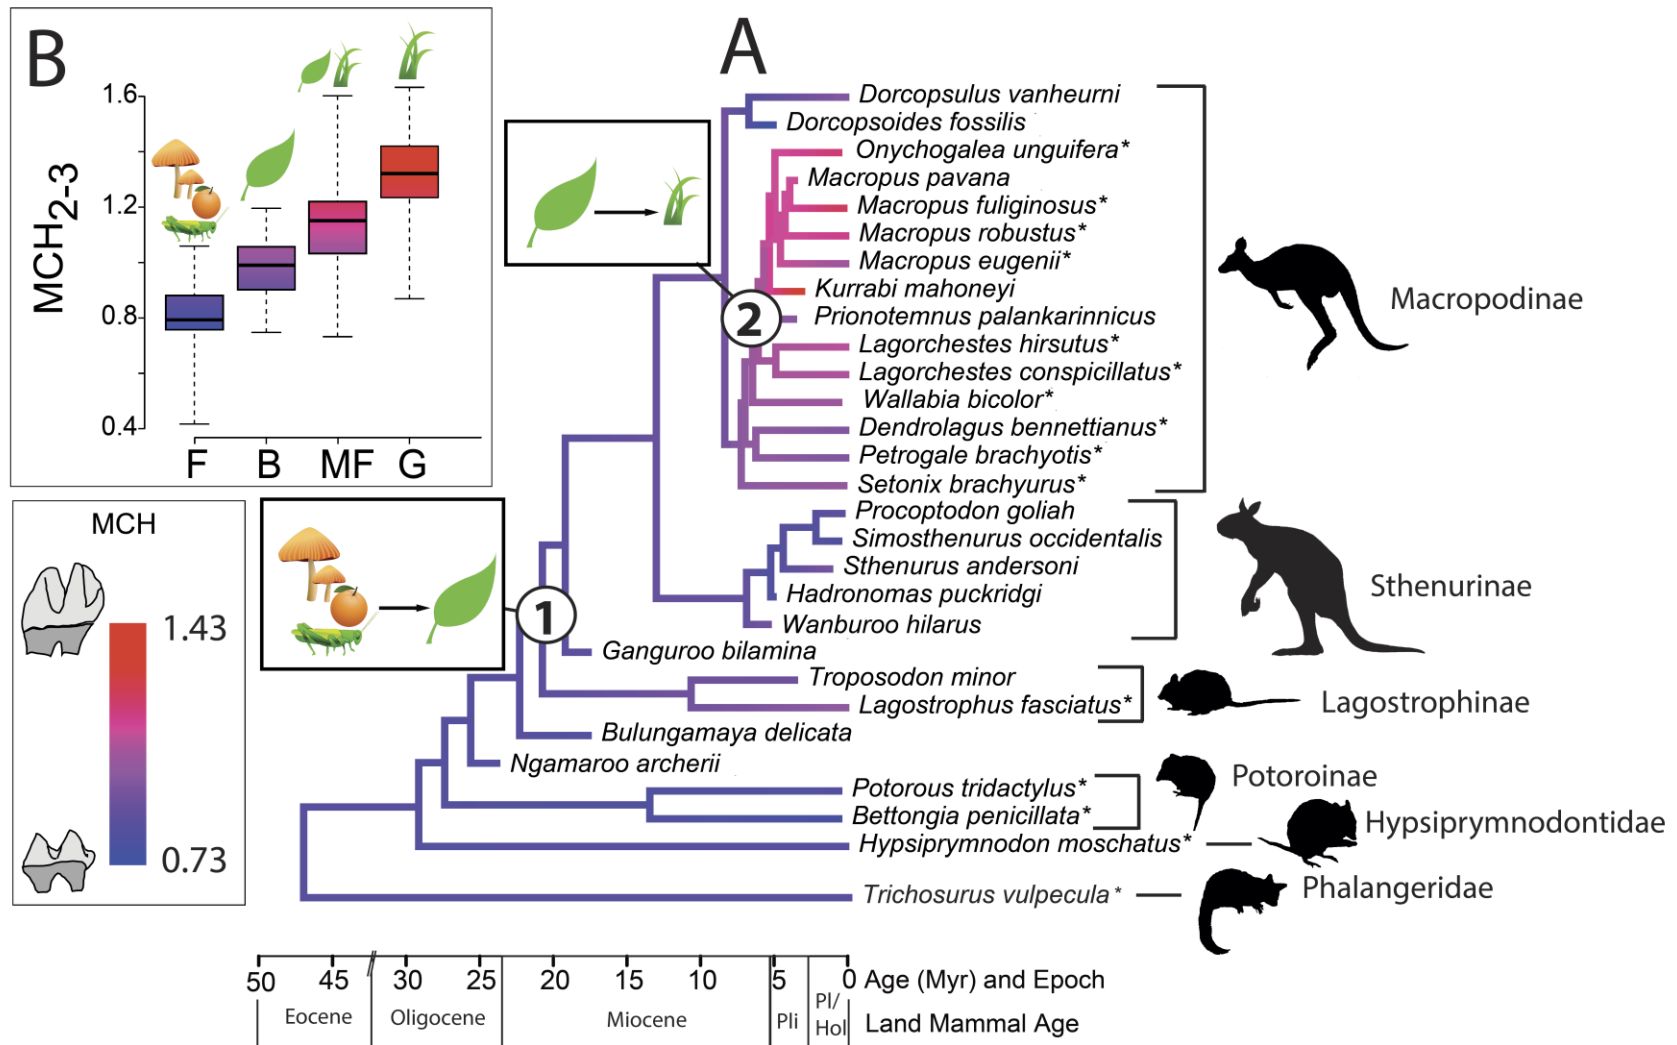 B
A
1.6
1.2
0.8
0.4
MCH2-3
F B MF G
MCH
1.43
0.73
1
2
Dorcopsulus vanheurni
Dorcopsoides fossilis
Onychogalea unguifera*
Macropus pavana
Macropus fuliginosus*
Macropus robustus*
Macropus eugenii*
Kurrabi mahoneyi
Prionotemnus palankarinnicus
Lagorchestes hirsutus*
Lagorchestes conspicillatus*
Wallabia bicolor*
Dendrolagus bennettianus*
Petrogale brachyotis*
Setonix brachyurus*
Procoptodon goliah
Simosthenurus occidentalis
Sthenurus andersoni
Hadronomas puckridgi
Wanburoo hilarus
Ganguroo bilamina
Troposodon minor
Lagostrophus fasciatus*
Bulungamaya delicata
Ngamaroo archerii
Potorous tridactylus*
Bettongia penicillata*
Hypsiprymnodon moschatus*
Trichosurus vulpecula*
Macropodinae
Sthenurinae
Lagostrophinae
Potoroinae
Hypsiprymnodontidae
Phalangeridae
50 45 30 25 20 15 10 5 0 Age (Myr) and Epoch
Eocene Oligocene Miocene Pli Pl/
Hol Land Mammal Age